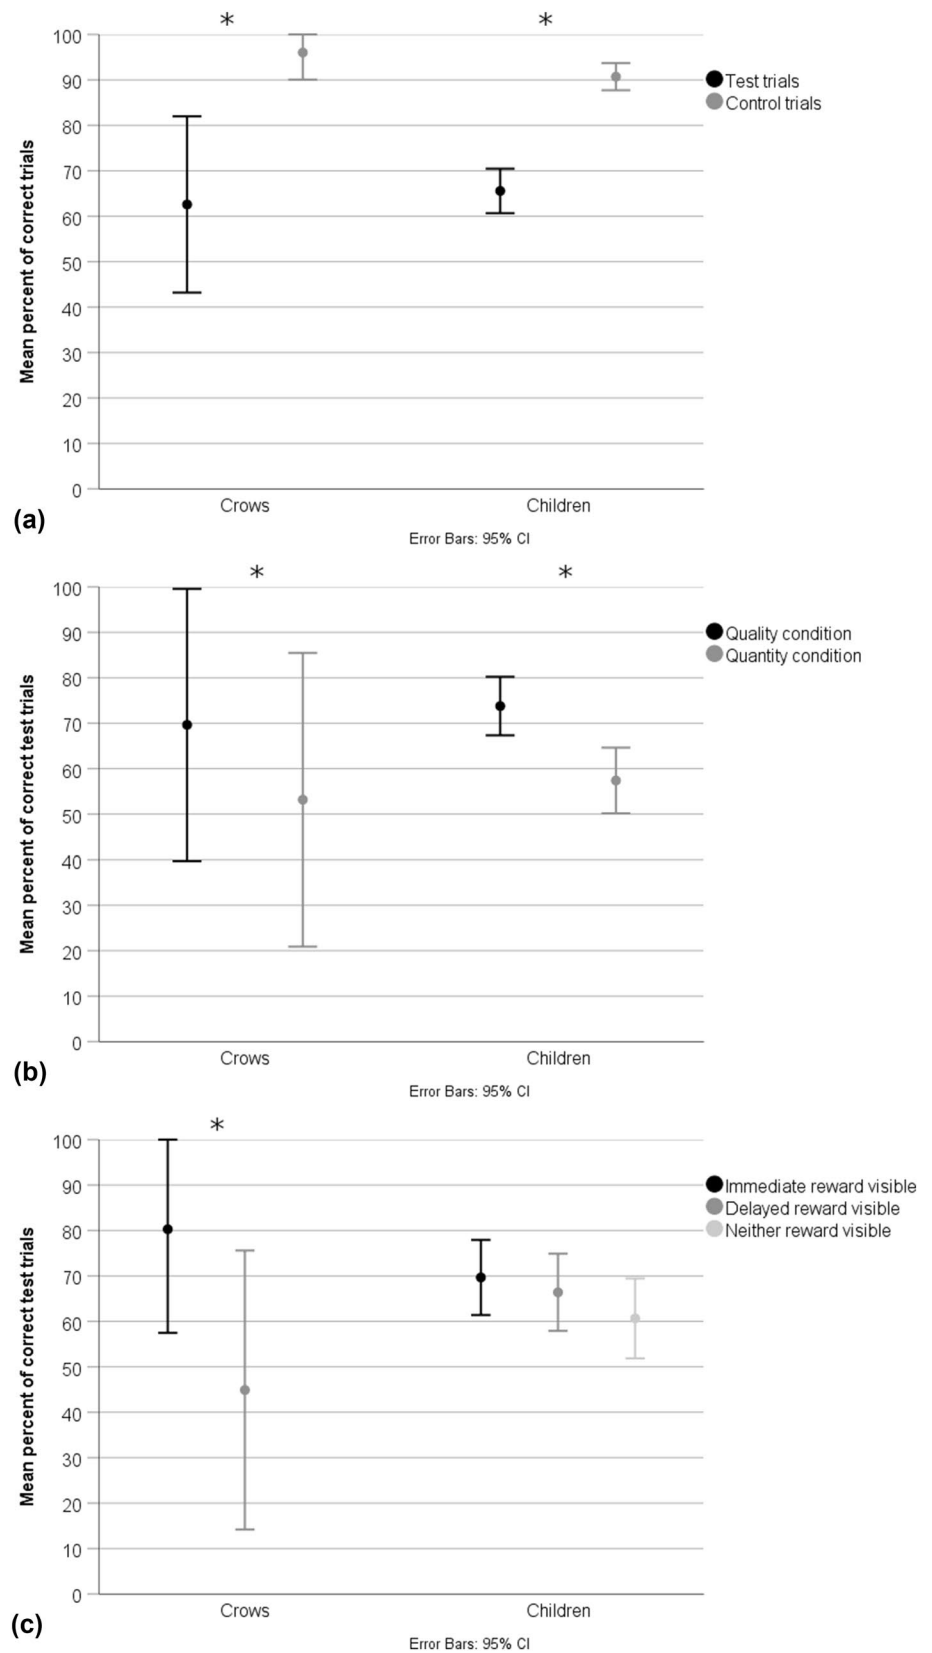 *
*
100
90
80
70
60
50
40
30
20
10
0
Mean percent of correct trials
Test trials
Control trials
Crows
Children
(a)
Error Bars: 95% CI
*
*
100
90
80
70
60
50
40
30
20
10
0
Mean percent of correct test trials
Quality condition
Quantity condition
Crows
Children
(b)
Error Bars: 95% CI
*
100
90
80
70
60
50
40
30
20
10
0
Mean percent of correct test trials
Immediate reward visible
Delayed reward visible
Neither reward visible
Crows
Children
(c)
Error Bars: 95% CI